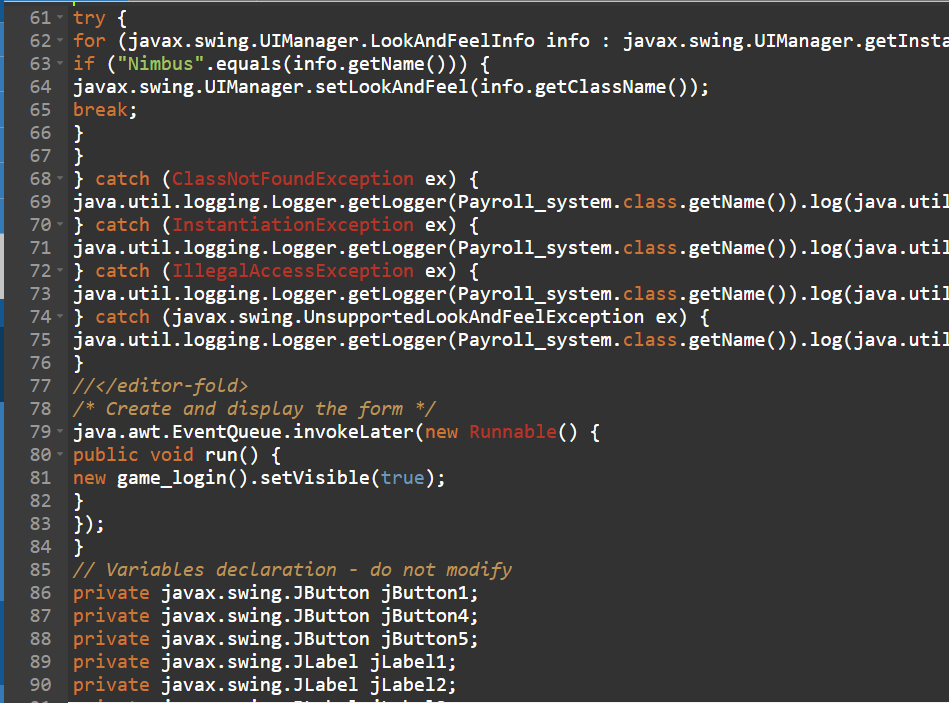 61 try {
62 for (javax.swing.UIManager.LookAndFeelInfo info : javax.swing.UIManager.getInsta
63 if ("Nimbus".equals(info.getName())) {
64 javax.swing.UIManager.setLookAndFeel(info.getClassName());
65 break;
66 }
67 }
68 } catch (ClassNotFoundException ex) {
69 java.util.logging.Logger.getLogger(Payroll_system.class.getName()).log(java.util
70 } catch (InstantiationException ex) {
71 java.util.logging.Logger.getLogger(Payroll_system.class.getName()).log(java.util
72 } catch (IllegalAccessException ex) {
73 java.util.logging.Logger.getLogger(Payroll_system.class.getName()).log(java.util
74 } catch (javax.swing.UnsupportedLookAndFeelException ex) {
75 java.util.logging.Logger.getLogger(Payroll_system.class.getName()).log(java.util
76 }
77 //</editor-fold>
78 /* Create and display the form */
79 java.awt.EventQueue.invokeLater(new Runnable() {
80 public void run() {
81 new game_login().setVisible(true);
82 }
83 });
84 }
85 // Variables declaration - do not modify
86 private javax.swing.JButton jButton1;
87 private javax.swing.JButton jButton4;
88 private javax.swing.JButton jButton5;
89 private javax.swing.JLabel jLabel1;
90 private javax.swing.JLabel jLabel2;